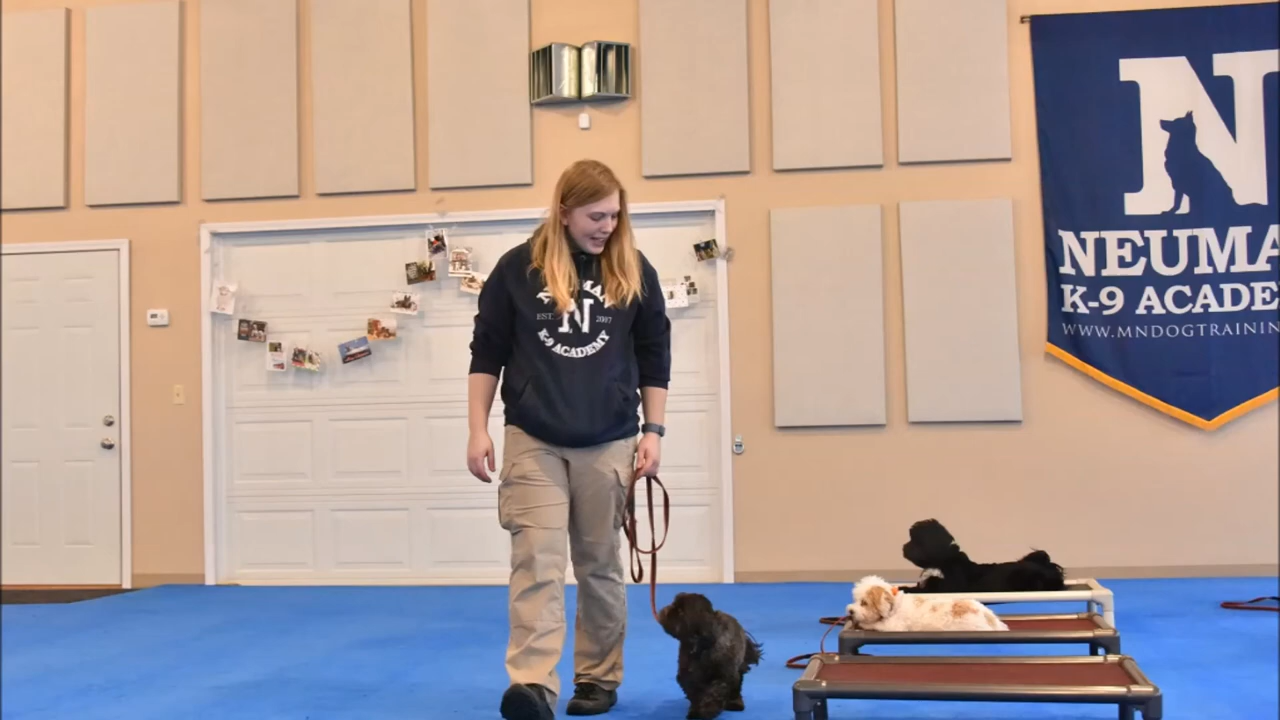 N
NEUMA
K-9 ACADE
WWW.MNDOGTRAININ
EST. N 2007
K-9 ACADEMY